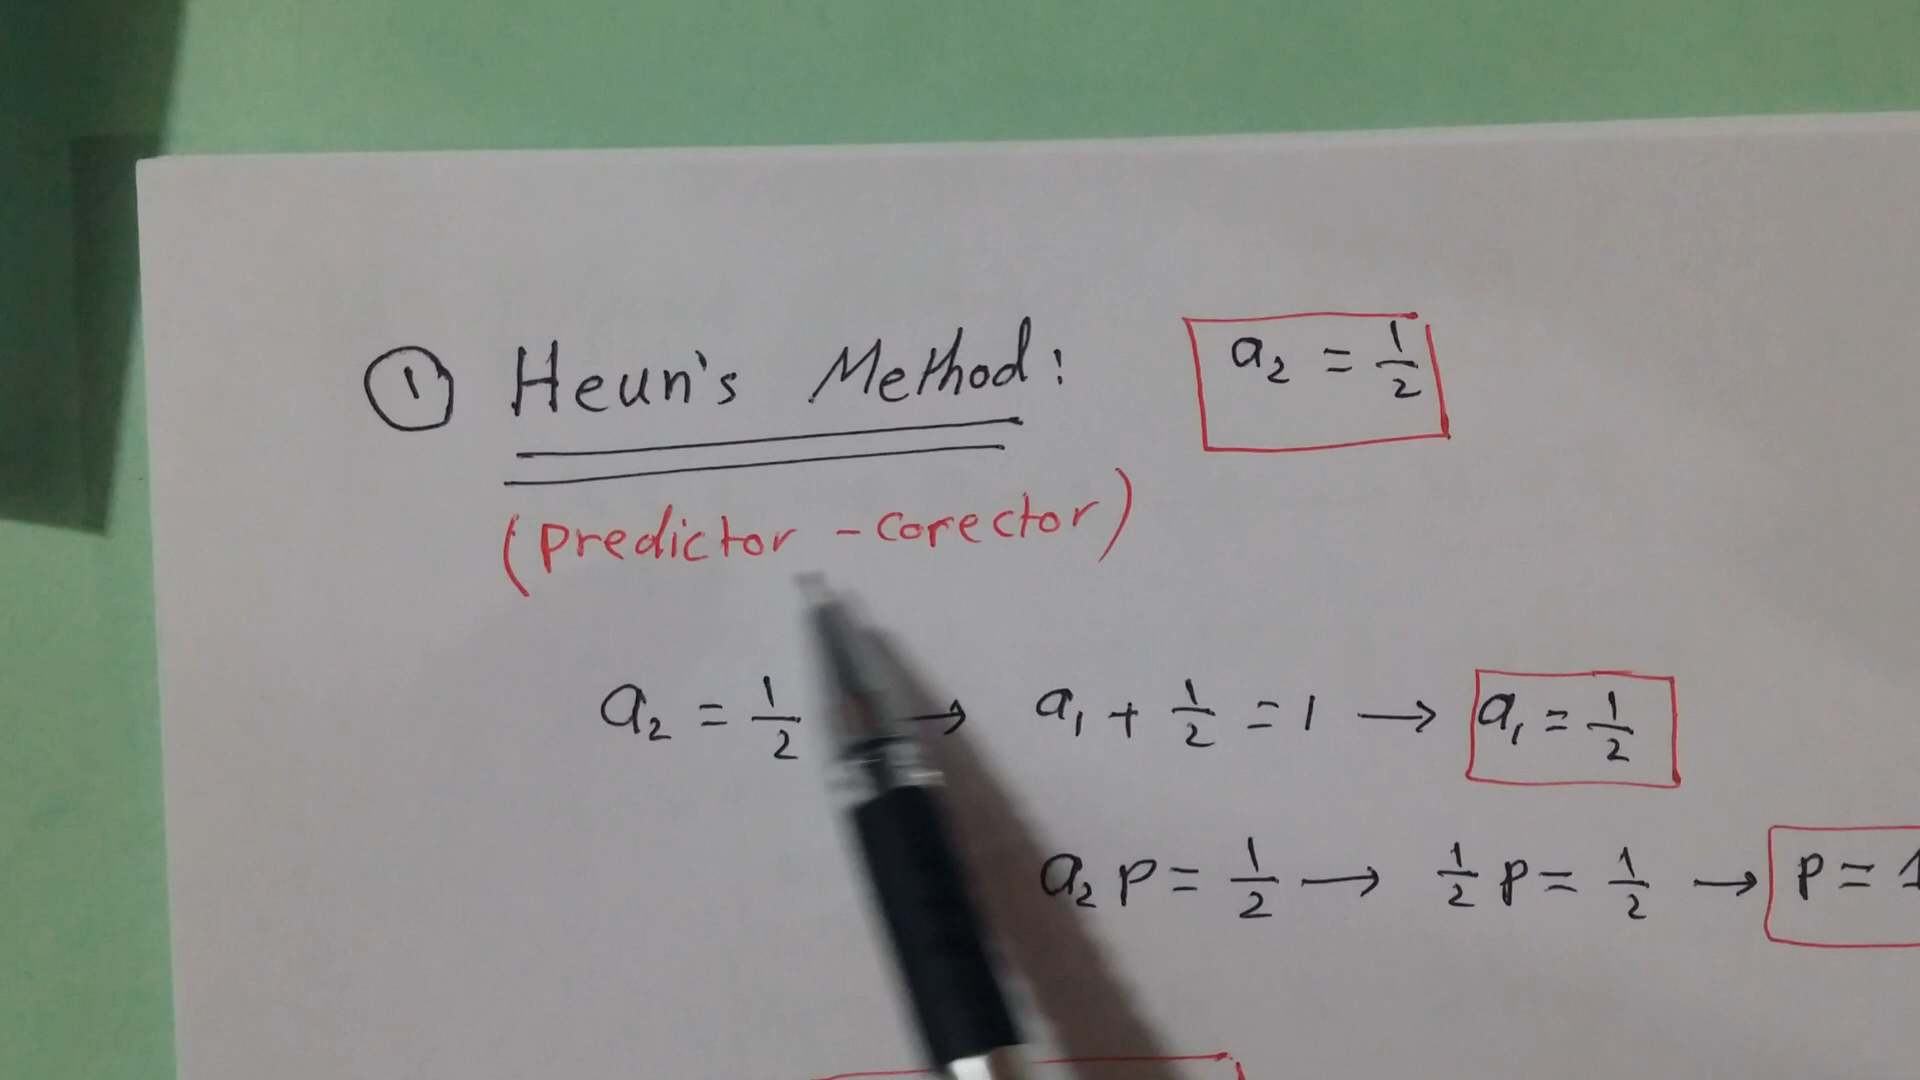 ① Heun's Method: a₂ = 1/2
(predictor - corector)
a₂ = 1/2 → a₁ + 1/2 = 1 → a₁ = 1/2
a₂ p = 1/2 → 1/2 p = 1/2 → p = 1